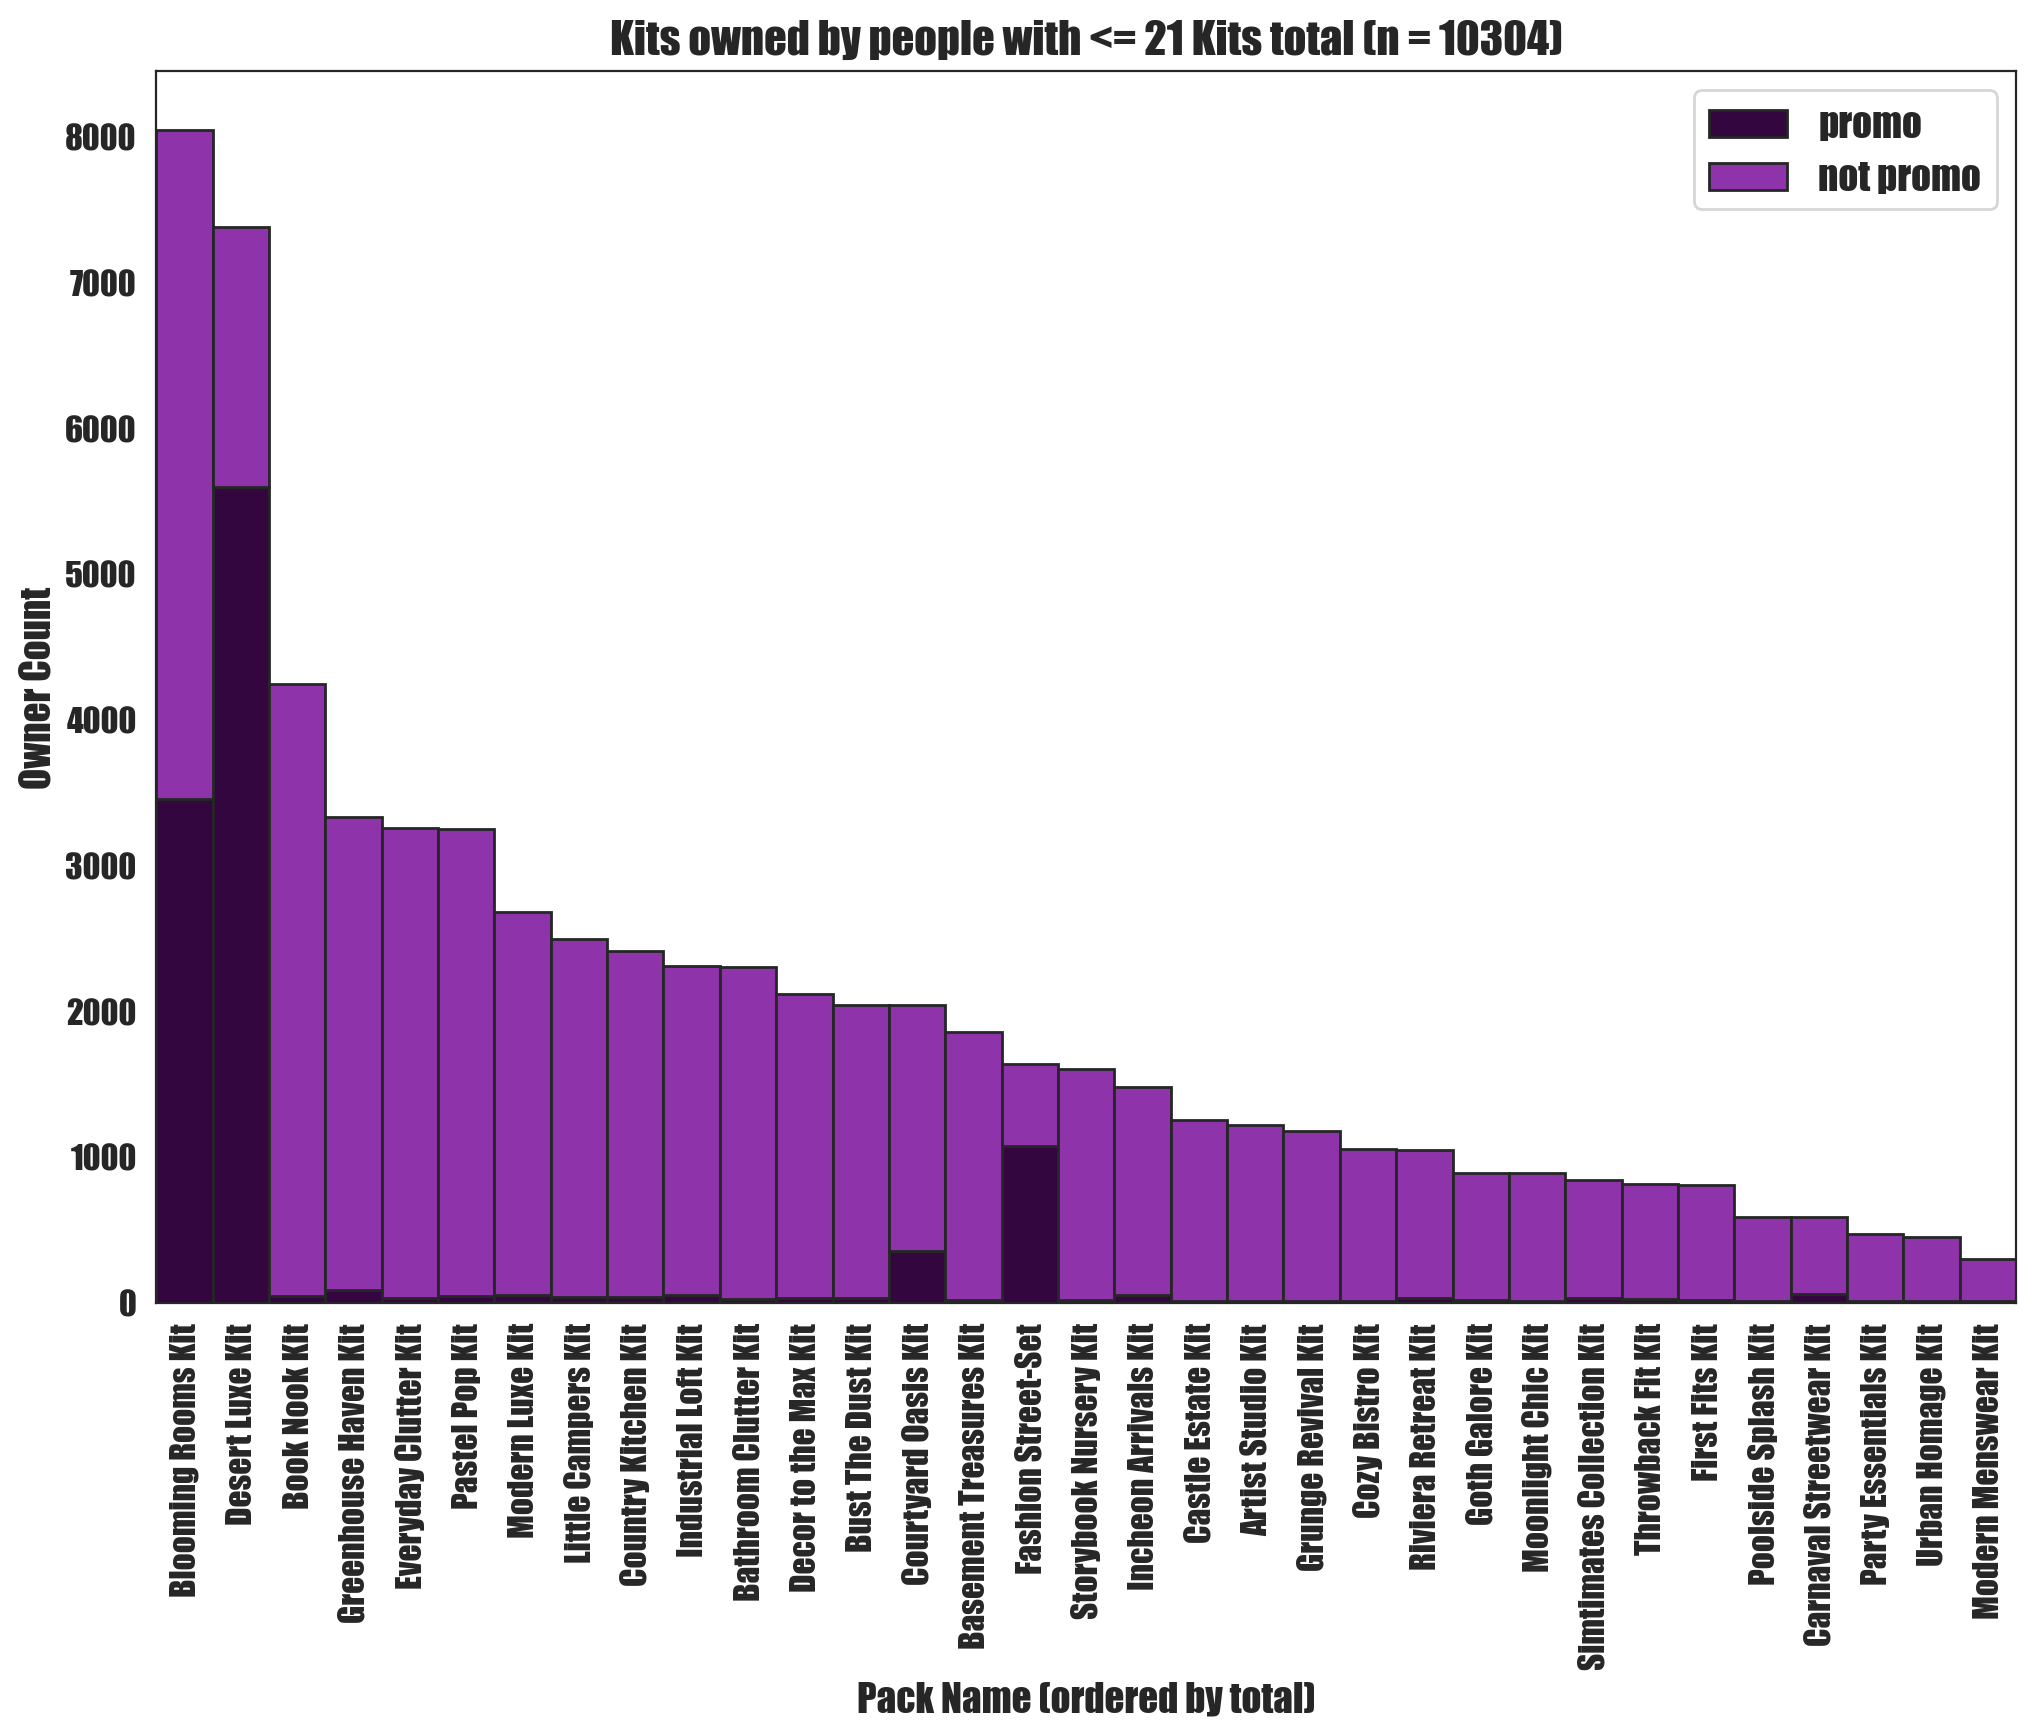 Kits owned by people with <= 21 Kits total (n = 10304)
promo
not promo
Owner Count
8000
7000
6000
5000
4000
3000
2000
1000
0
Blooming Rooms Kit
Desert Luxe Kit
Book Nook Kit
Greenhouse Haven Kit
Everyday Clutter Kit
Pastel Pop Kit
Modern Luxe Kit
Little Campers Kit
Country Kitchen Kit
Industrial Loft Kit
Bathroom Clutter Kit
Decor to the Max Kit
Bust The Dust Kit
Courtyard Oasis Kit
Basement Treasures Kit
Fashion Street-Set
Storybook Nursery Kit
Incheon Arrivals Kit
Castle Estate Kit
Artist Studio Kit
Grunge Revival Kit
Cozy Bistro Kit
Riviera Retreat Kit
Goth Galore Kit
Moonlight Chic Kit
Simtimates Collection Kit
Throwback Fit Kit
First Fits Kit
Poolside Splash Kit
Carnaval Streetwear Kit
Party Essentials Kit
Urban Homage Kit
Modern Menswear Kit
Pack Name (ordered by total)